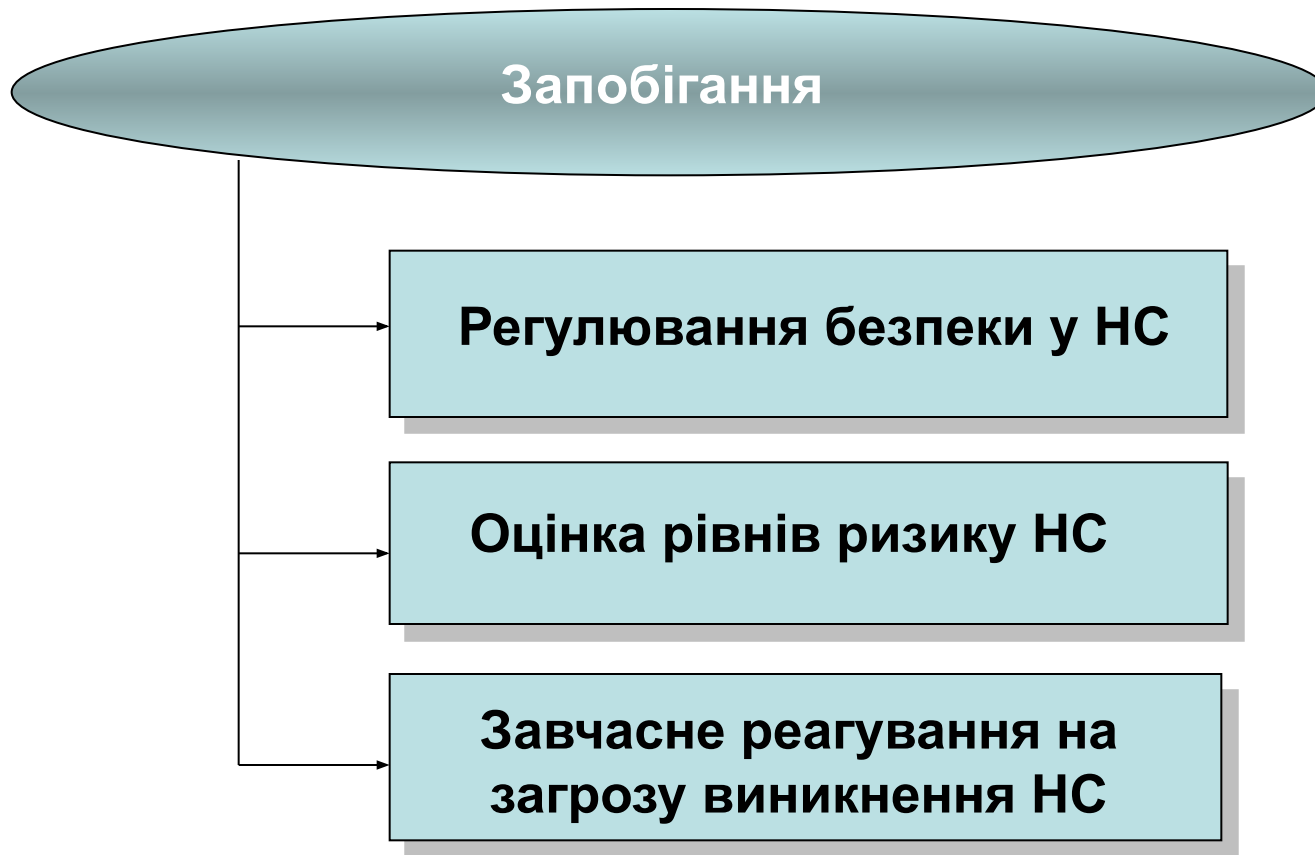 Запобігання
Регулювання безпеки у НС
Оцінка рівнів ризику НС
Завчасне реагування на
загрозу виникнення НС